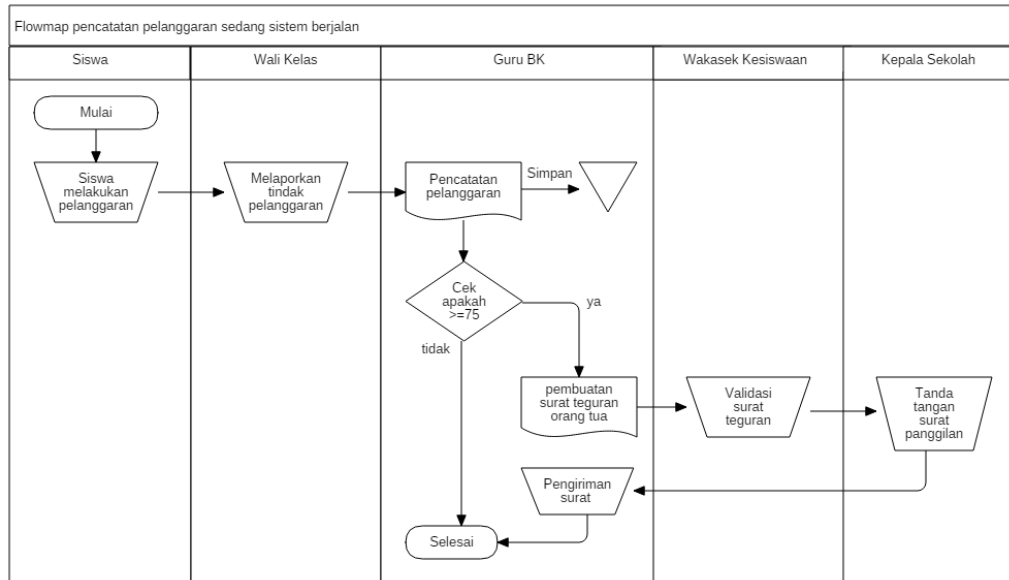 Flowmap pencatatan pelanggaran sedang sistem berjalan
Siswa
Wali Kelas
Guru BK
Wakasek Kesiswaan
Kepala Sekolah
Mulai
Siswa
melakukan
pelanggaran
Melaporkan
tindak
pelanggaran
Pencatatan
pelanggaran
Simpan
Cek
apakah
>=75
ya
tidak
pembuatan
surat teguran
orang tua
Validasi
surat
teguran
Tanda
tangan
surat
panggilan
Pengiriman
surat
Selesai